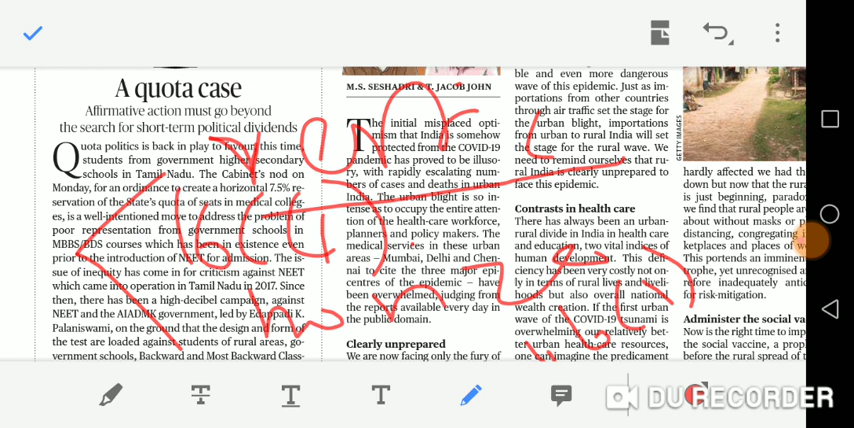 A quota case
Affirmative action must go beyond
the search for short-term political dividends
Quota politics is back in play to favour this time,
students from government higher secondary
schools in Tamil Nadu. The Cabinet's nod on
Monday, for an ordinance to create a horizontal 7.5% re-
servation of the State's quota of seats in medical colleg-
es, is a well-intentioned move to address the problem of
poor representation from government schools in
MBBS/BDS courses which has been in existence even
prior to the introduction of NEET for admission. The is-
sue of inequity has come in for criticism against NEET
which came into operation in Tamil Nadu in 2017. Since
then, there has been a high-decibel campaign, against
NEET and the AIADMK government, led by Edappadi K.
Palaniswami, on the ground that the design and form of
the test are loaded against students of rural areas, go-
vernment schools, Backward and Most Backward Class-
M.S. SESHADRI & T. JACOB JOHN
The initial misplaced opti-
mism that India is somehow
protected from the COVID-19
pandemic has proved to be illuso-
ry, with rapidly escalating num-
bers of cases and deaths in urban
India. The urban blight is so in-
tense as to occupy the entire atten-
tion of the health-care workforce,
planners and policy makers. The
medical services in these urban
areas – Mumbai, Delhi and Chen-
nai to cite the three major epi-
centres of the epidemic – have
been overwhelmed, judging from
the reports available every day in
the public domain.
Clearly unprepared
We are now facing only the fury of
ble and even more dangerous
wave of this epidemic. Just as im-
portations from other countries
through air traffic set the stage for
the urban blight, importations
from urban to rural India will set
the stage for the rural wave. We
need to remind ourselves that ru-
ral India is clearly unprepared to
face this epidemic.
Contrasts in health care
There has always been an urban-
rural divide in India in health care
and education, two vital indices of
human development. This defi-
ciency has been very costly not on-
ly in terms of rural lives and liveli-
hoods but also overall national
wealth creation. If the first urban
wave of the COVID-19 tsunami is
overwhelming our relatively bet-
ter urban health-care resources,
one can imagine the predicament
GETTY IMAGES
hardly affected we had th
down but now that the rura
is just beginning, parado
we find that rural people ar
about without masks or p
distancing, congregating i
ketplaces and places of w
This portends an imminen
trophe, yet unrecognised a
refore inadequately antic
for risk-mitigation.
Administer the social va
Now is the right time to imp
the social vaccine, a prop
before the rural spread of t
T T T
DU RECORDER